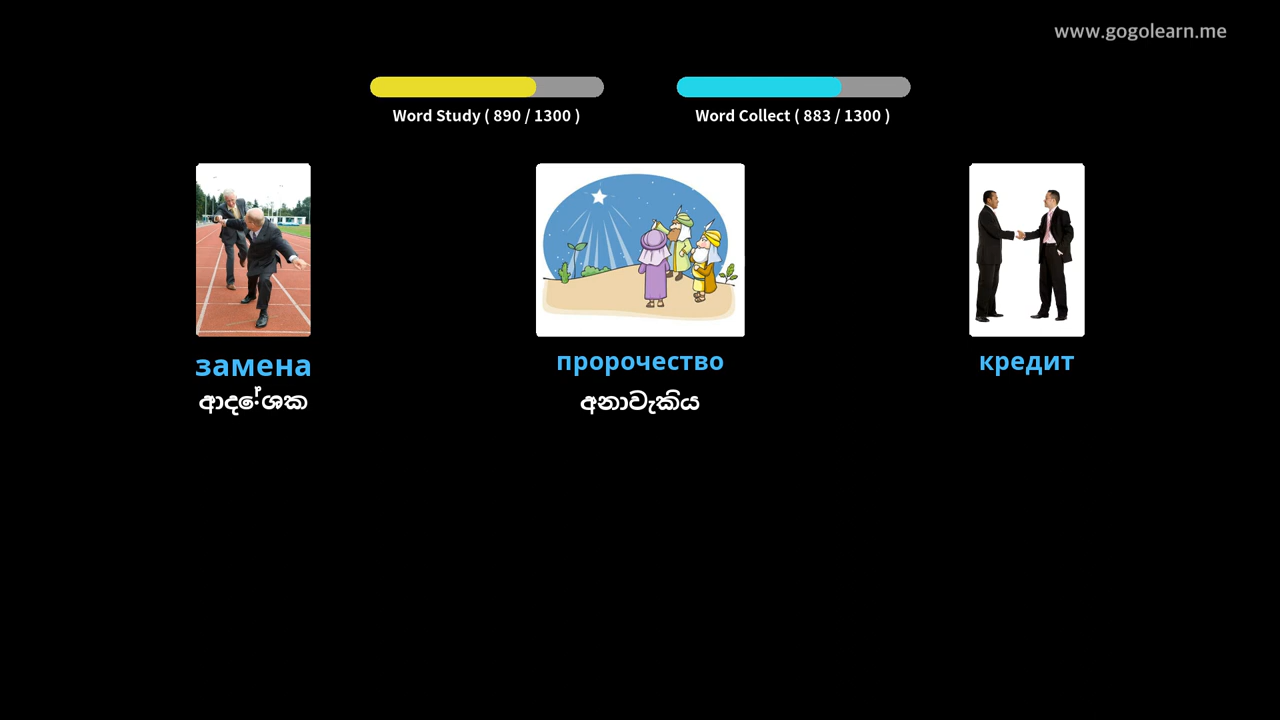 www.gogolearn.me
Word Study ( 890 / 1300 )
Word Collect ( 883 / 1300 )
замена
пророчество
кредит
ආදේශක
අනාවැකිය